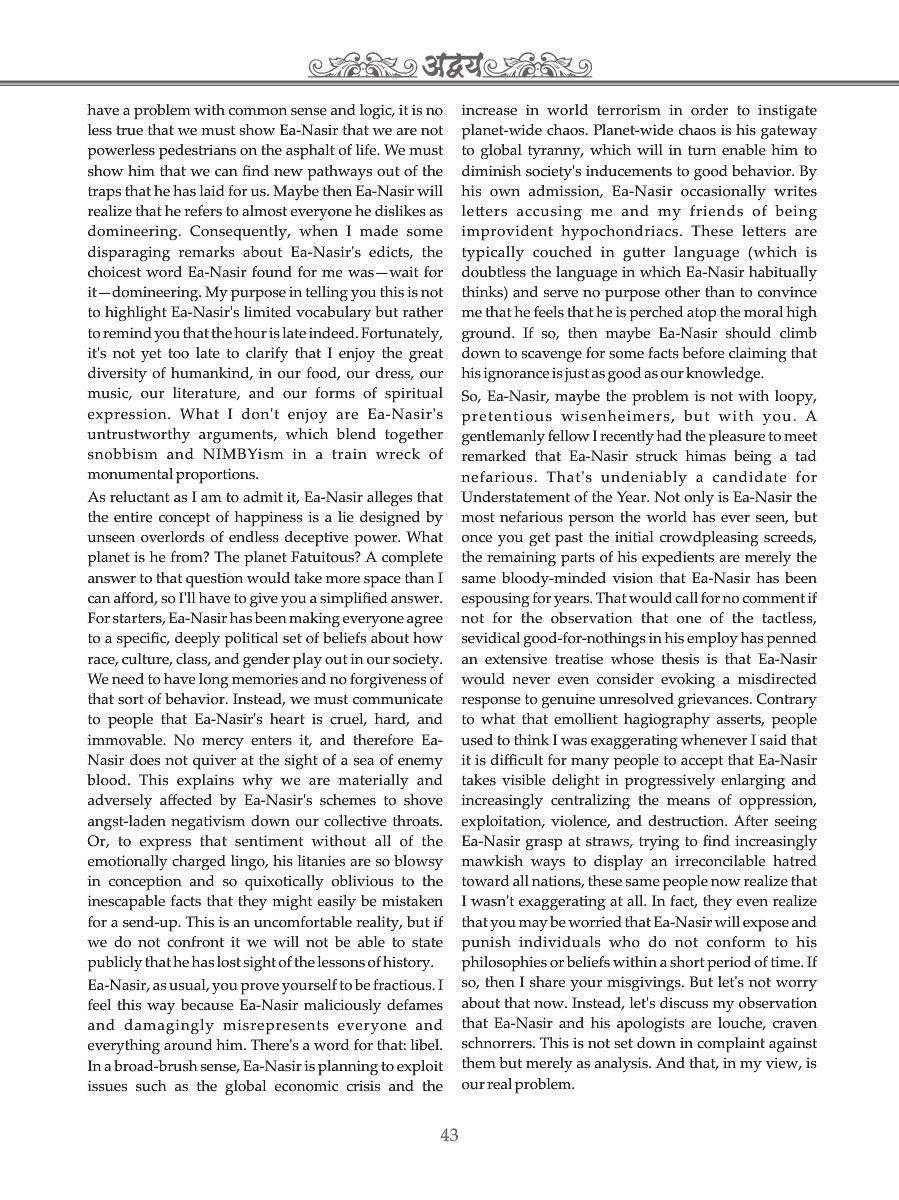 अद्वय
have a problem with common sense and logic, it is no
less true that we must show Ea-Nasir that we are not
powerless pedestrians on the asphalt of life. We must
show him that we can find new pathways out of the
traps that he has laid for us. Maybe then Ea-Nasir will
realize that he refers to almost everyone he dislikes as
domineering. Consequently, when I made some
disparaging remarks about Ea-Nasir's edicts, the
choicest word Ea-Nasir found for me was—wait for
it—domineering. My purpose in telling you this is not
to highlight Ea-Nasir's limited vocabulary but rather
to remind you that the hour is late indeed. Fortunately,
it's not yet too late to clarify that I enjoy the great
diversity of humankind, in our food, our dress, our
music, our literature, and our forms of spiritual
expression. What I don't enjoy are Ea-Nasir's
untrustworthy arguments, which blend together
snobbism and NIMBYism in a train wreck of
monumental proportions.
As reluctant as I am to admit it, Ea-Nasir alleges that
the entire concept of happiness is a lie designed by
unseen overlords of endless deceptive power. What
planet is he from? The planet Fatuitous? A complete
answer to that question would take more space than I
can afford, so I'll have to give you a simplified answer.
For starters, Ea-Nasir has been making everyone agree
to a specific, deeply political set of beliefs about how
race, culture, class, and gender play out in our society.
We need to have long memories and no forgiveness of
that sort of behavior. Instead, we must communicate
to people that Ea-Nasir's heart is cruel, hard, and
immovable. No mercy enters it, and therefore Ea-
Nasir does not quiver at the sight of a sea of enemy
blood. This explains why we are materially and
adversely affected by Ea-Nasir's schemes to shove
angst-laden negativism down our collective throats.
Or, to express that sentiment without all of the
emotionally charged lingo, his litanies are so blowsy
in conception and so quixotically oblivious to the
inescapable facts that they might easily be mistaken
for a send-up. This is an uncomfortable reality, but if
we do not confront it we will not be able to state
publicly that he has lost sight of the lessons of history.
Ea-Nasir, as usual, you prove yourself to be fractious. I
feel this way because Ea-Nasir maliciously defames
and damagingly misrepresents everyone and
everything around him. There's a word for that: libel.
In a broad-brush sense, Ea-Nasir is planning to exploit
issues such as the global economic crisis and the
increase in world terrorism in order to instigate
planet-wide chaos. Planet-wide chaos is his gateway
to global tyranny, which will in turn enable him to
diminish society's inducements to good behavior. By
his own admission, Ea-Nasir occasionally writes
letters accusing me and my friends of being
improvident hypochondriacs. These letters are
typically couched in gutter language (which is
doubtless the language in which Ea-Nasir habitually
thinks) and serve no purpose other than to convince
me that he feels that he is perched atop the moral high
ground. If so, then maybe Ea-Nasir should climb
down to scavenge for some facts before claiming that
his ignorance is just as good as our knowledge.
So, Ea-Nasir, maybe the problem is not with loopy,
pretentious wisenheimers, but with you. A
gentlemanly fellow I recently had the pleasure to meet
remarked that Ea-Nasir struck himas being a tad
nefarious. That's undeniably a candidate for
Understatement of the Year. Not only is Ea-Nasir the
most nefarious person the world has ever seen, but
once you get past the initial crowdpleasing screeds,
the remaining parts of his expedients are merely the
same bloody-minded vision that Ea-Nasir has been
espousing for years. That would call for no comment if
not for the observation that one of the tactless,
sevidical good-for-nothings in his employ has penned
an extensive treatise whose thesis is that Ea-Nasir
would never even consider evoking a misdirected
response to genuine unresolved grievances. Contrary
to what that emollient hagiography asserts, people
used to think I was exaggerating whenever I said that
it is difficult for many people to accept that Ea-Nasir
takes visible delight in progressively enlarging and
increasingly centralizing the means of oppression,
exploitation, violence, and destruction. After seeing
Ea-Nasir grasp at straws, trying to find increasingly
mawkish ways to display an irreconcilable hatred
toward all nations, these same people now realize that
I wasn't exaggerating at all. In fact, they even realize
that you may be worried that Ea-Nasir will expose and
punish individuals who do not conform to his
philosophies or beliefs within a short period of time. If
so, then I share your misgivings. But let's not worry
about that now. Instead, let's discuss my observation
that Ea-Nasir and his apologists are louche, craven
schnorrers. This is not set down in complaint against
them but merely as analysis. And that, in my view, is
our real problem.
43